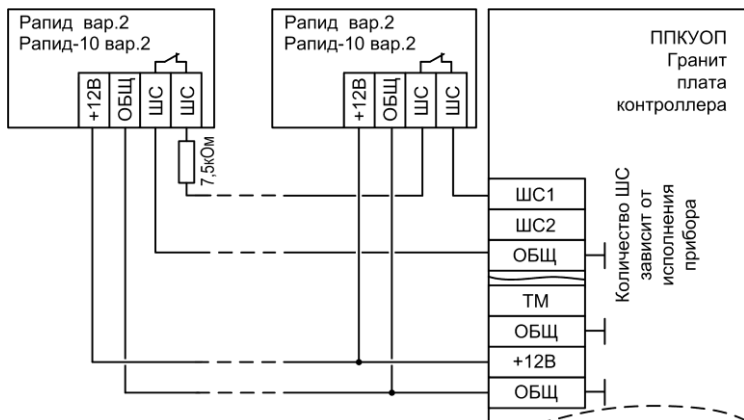 Рапид вар.2
Рапид-10 вар.2
+12В
ОБЩ
ШС
ШС
7,5кОм
Рапид вар.2
Рапид-10 вар.2
+12В
ОБЩ
ШС
ШС
ППКУОП
Гранит
плата
контроллера
ШС1
ШС2
ОБЩ
ТМ
ОБЩ
+12В
ОБЩ
Количество ШС
зависит от
исполнения
прибора